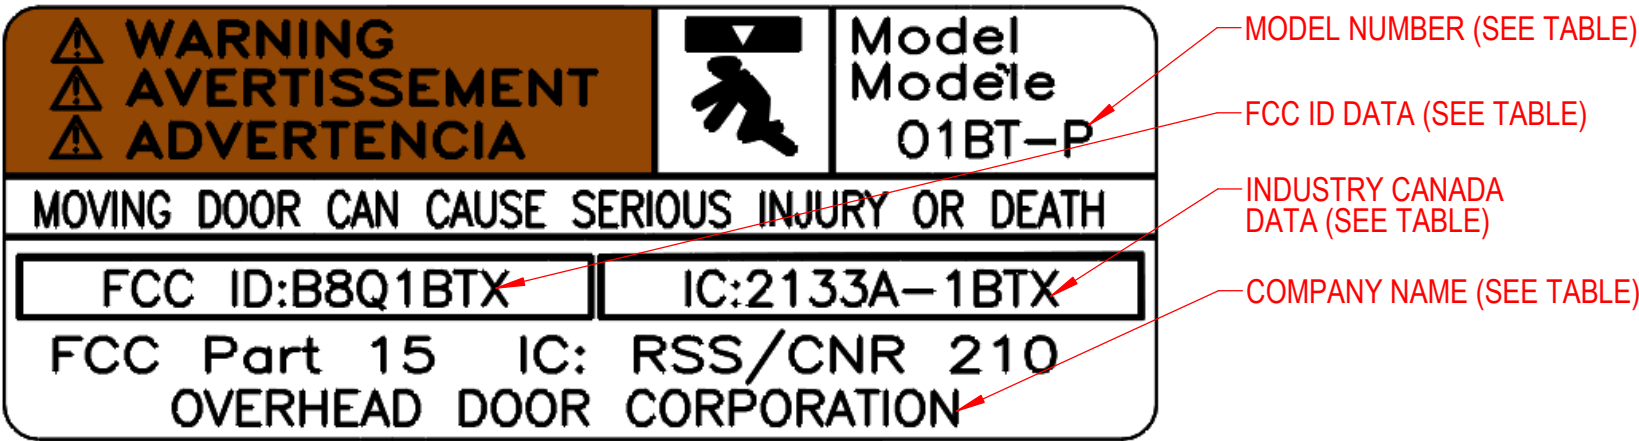 WARNING
AVERTISSEMENT
ADVERTENCIA
Model
Modèle
01BT-P
MOVING DOOR CAN CAUSE SERIOUS INJURY OR DEATH
FCC ID:B8Q1BTX
IC:2133A-1BTX
FCC Part 15 IC: RSS/CNR 210
OVERHEAD DOOR CORPORATION
MODEL NUMBER (SEE TABLE)
FCC ID DATA (SEE TABLE)
INDUSTRY CANADA
DATA (SEE TABLE)
COMPANY NAME (SEE TABLE)